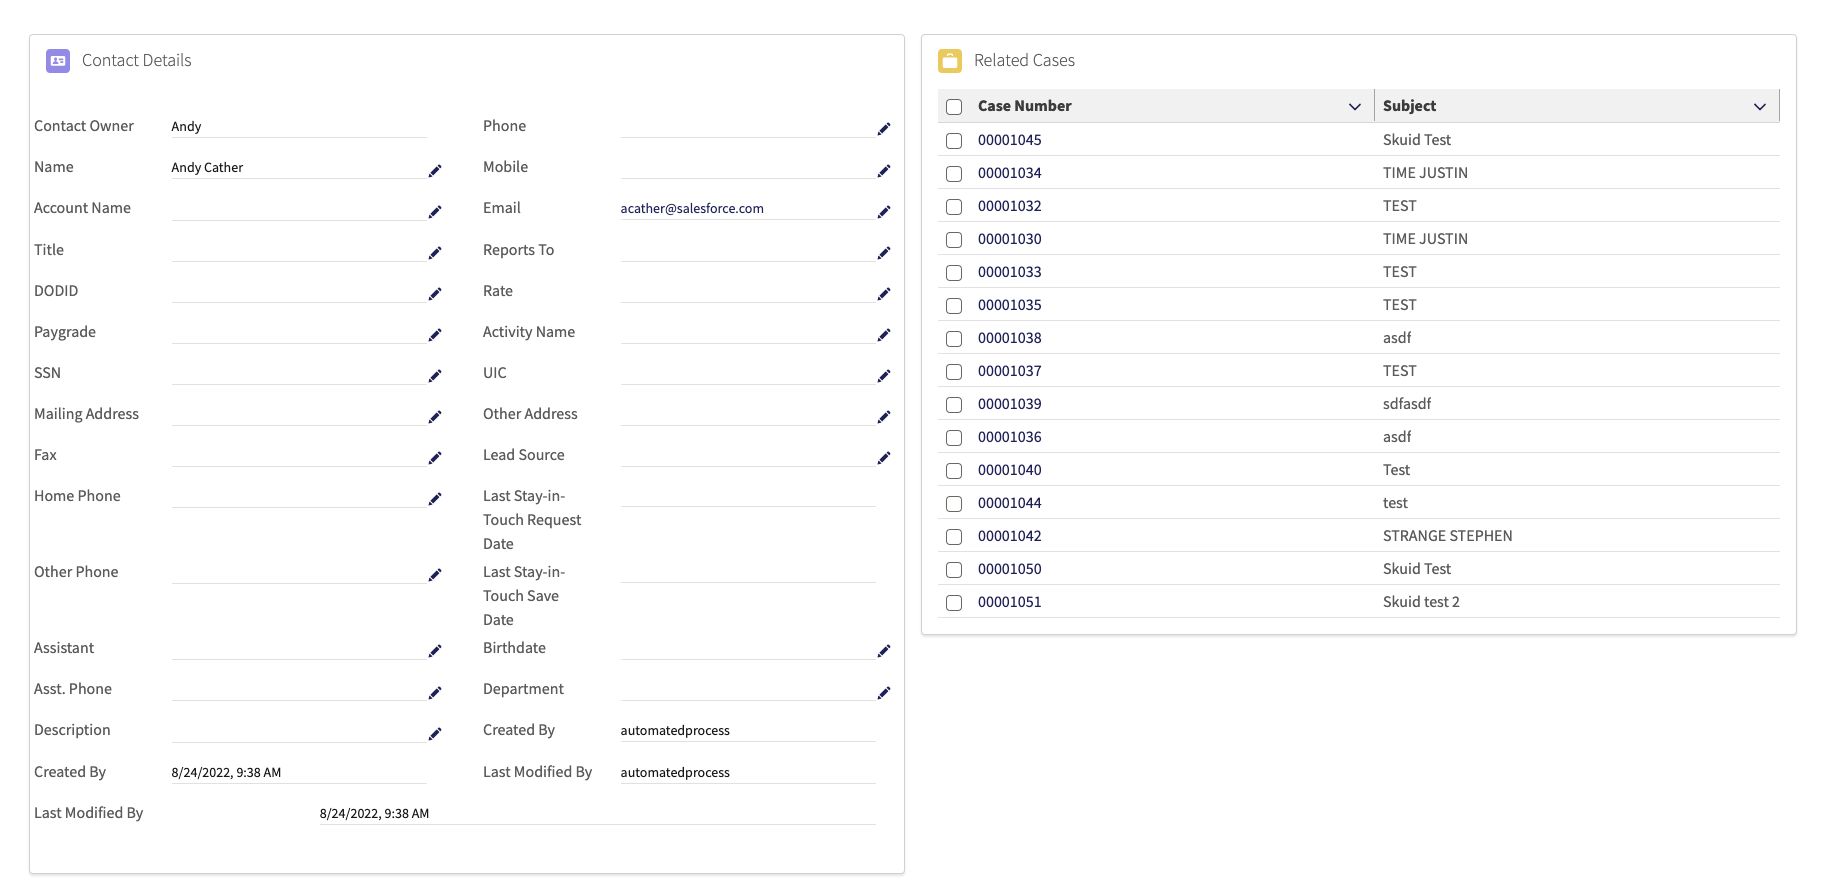 Contact Details
Contact Owner Andy Phone
Name Andy Cather Mobile
Account Name Email acather@salesforce.com
Title Reports To
DODID Rate
Paygrade Activity Name
SSN UIC
Mailing Address Other Address
Fax Lead Source
Home Phone Last Stay-in-
Touch Request
Date
Other Phone Last Stay-in-
Touch Save
Date
Assistant Birthdate
Asst. Phone Department
Description Created By automatedprocess
Created By 8/24/2022, 9:38 AM Last Modified By automatedprocess
Last Modified By 8/24/2022, 9:38 AM
Related Cases
Case Number Subject
00001045 Skuid Test
00001034 TIME JUSTIN
00001032 TEST
00001030 TIME JUSTIN
00001033 TEST
00001035 TEST
00001038 asdf
00001037 TEST
00001039 sdfasdf
00001036 asdf
00001040 Test
00001044 test
00001042 STRANGE STEPHEN
00001050 Skuid Test
00001051 Skuid test 2